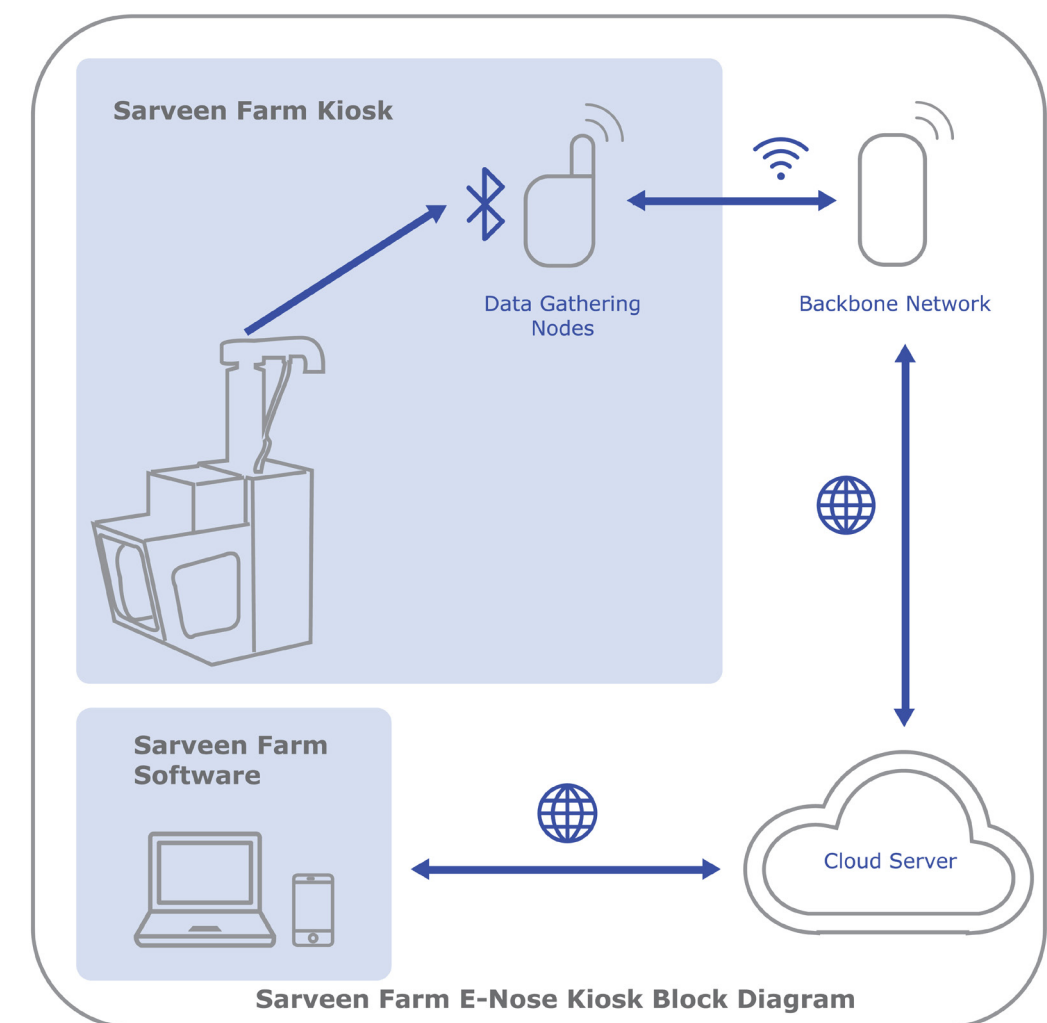 Sarveen Farm Kiosk
Data Gathering
Nodes
Backbone Network
Sarveen Farm
Software
Cloud Server
Sarveen Farm E-Nose Kiosk Block Diagram